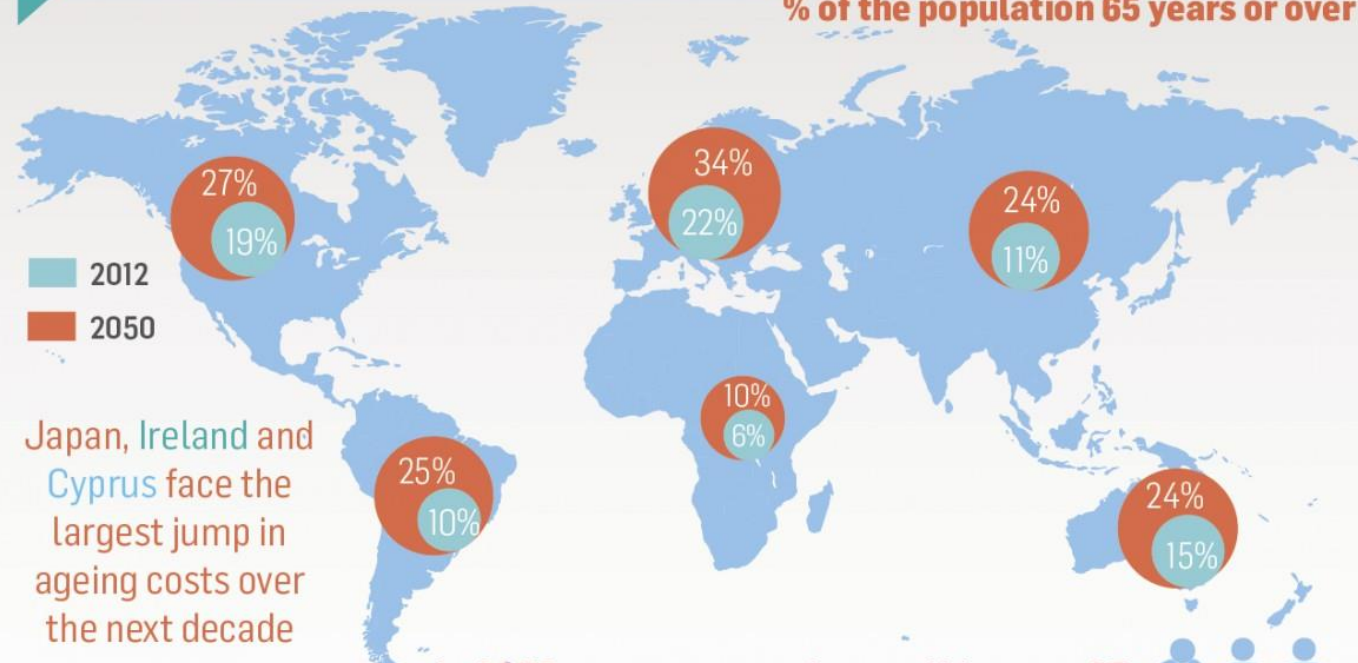 % of the population 65 years or over
27%
19%
34%
22%
24%
11%
2012
2050
10%
6%
25%
10%
24%
15%
Japan, Ireland and
Cyprus face the
largest jump in
ageing costs over
the next decade